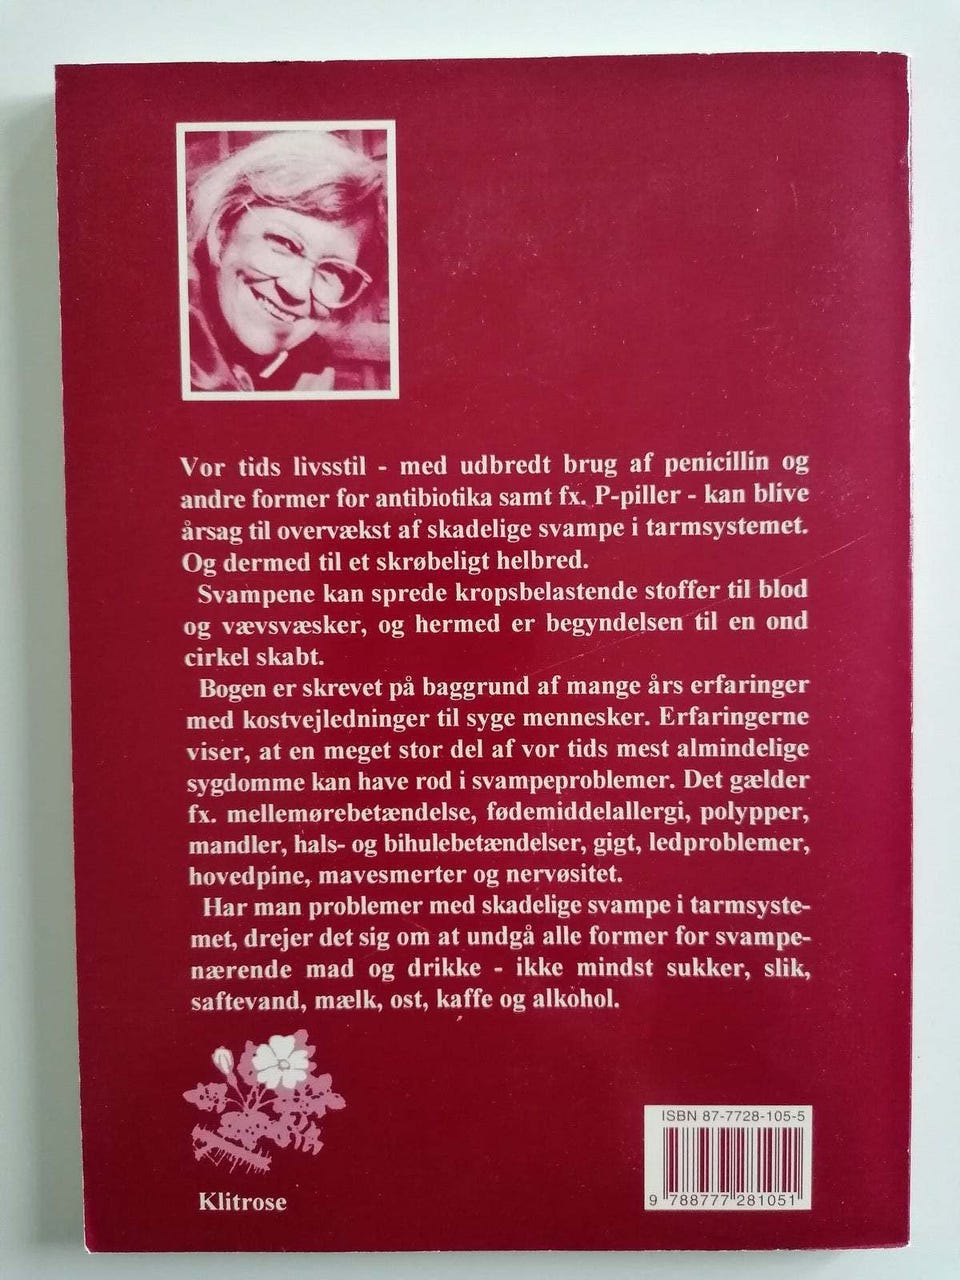 Vor tids livsstil - med udbredt brug af penicillin og
andre former for antibiotika samt fx. P-piller - kan blive
årsag til overvækst af skadelige svampe i tarmsystemet.
Og dermed til et skrøbeligt helbred.
Svampene kan sprede kropsbelastende stoffer til blod
og vævsvæsker, og hermed er begyndelsen til en ond
cirkel skabt.
Bogen er skrevet på baggrund af mange års erfaringer
med kostvejledninger til syge mennesker. Erfaringerne
viser, at en meget stor del af vor tids mest almindelige
sygdomme kan have rod i svampeproblemer. Det gælder
fx. mellemørebetændelse, fødemiddelallergi, polypper,
mandler, hals- og bihulebetændelser, gigt, ledproblemer,
hovedpine, mavesmerter og nervøsitet.
Har man problemer med skadelige svampe i tarmsyste-
met, drejer det sig om at undgå alle former for svampe-
nærende mad og drikke - ikke mindst sukker, slik,
saftevand, mælk, ost, kaffe og alkohol.
Klitrose
ISBN 87-7728-105-5
9 788777 281051